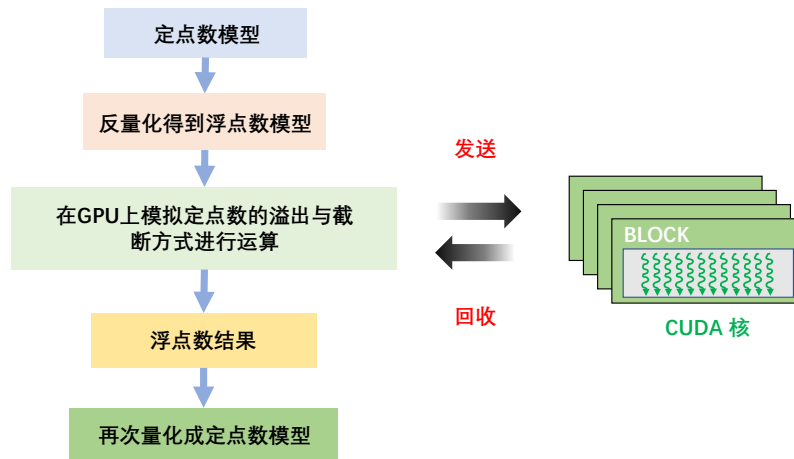 定点数模型
反量化得到浮点数模型
在GPU上模拟定点数的溢出与截
断方式进行运算
浮点数结果
再次量化成定点数模型
发送
回收
BLOCK
CUDA 核